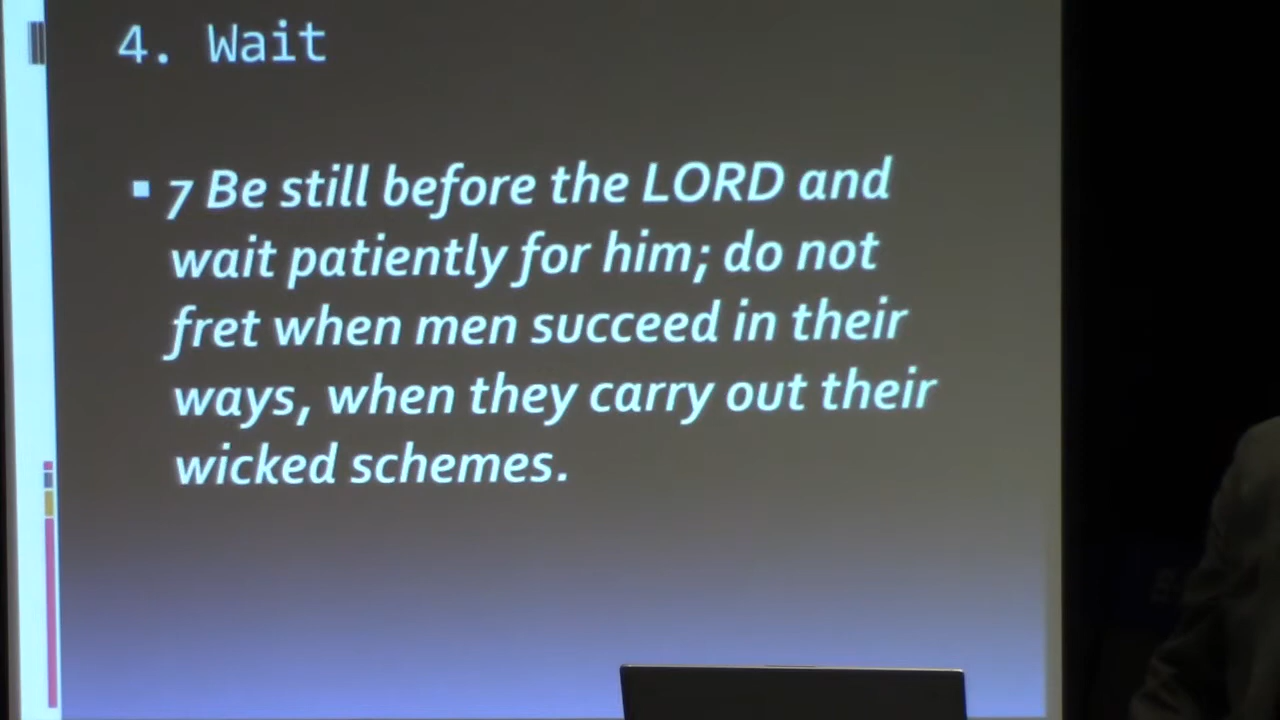 4. Wait
▪ 7 Be still before the LORD and
wait patiently for him; do not
fret when men succeed in their
ways, when they carry out their
wicked schemes.